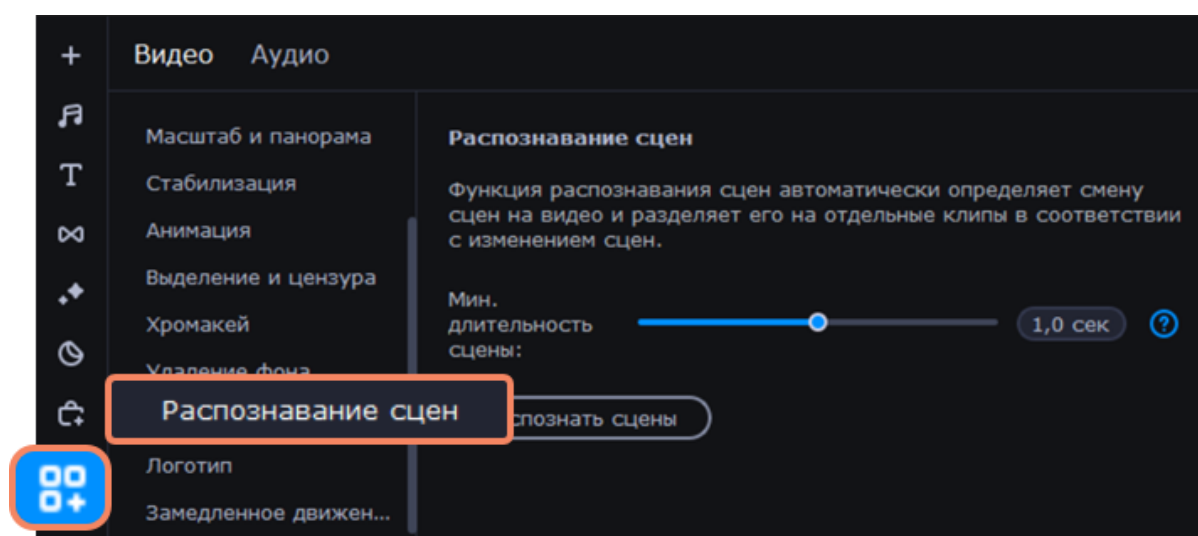 Видео Аудио
Масштаб и панорама
Стабилизация
Анимация
Выделение и цензура
Хромакей
Удаление фона
Распознавание сцен
Логотип
Замедленное движен...
Распознавание сцен
Функция распознавания сцен автоматически определяет смену
сцен на видео и разделяет его на отдельные клипы в соответствии
с изменением сцен.
Мин.
длительность
сцены:
1,0 сек
?
сцены